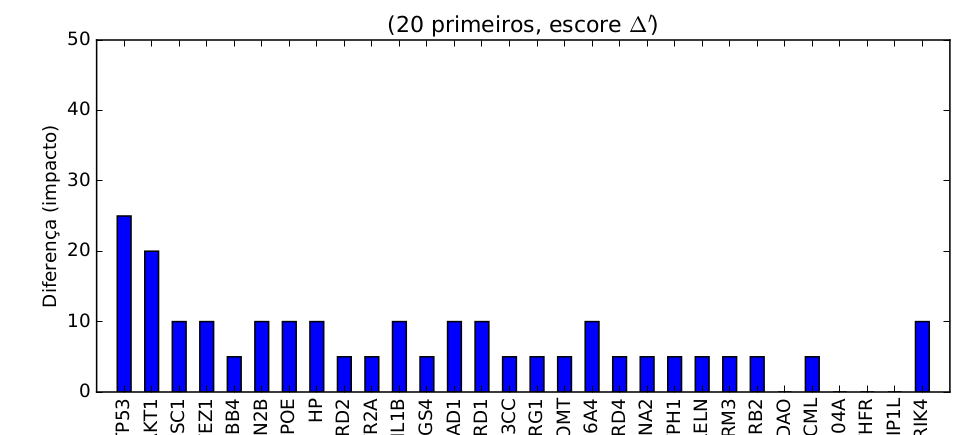 (20 primeiros, escore Δ′)
Diferença (impacto)
50
40
30
20
10
0
TP53
AKT1
SC1
EZ1
BB4
N2B
POE
HP
RD2
R2A
IL1B
GS4
AD1
RD1
3CC
RG1
OMT
6A4
RD4
NA2
PH1
ELN
RM3
RB2
DAO
CML
04A
HFR
IP1L
RIK4